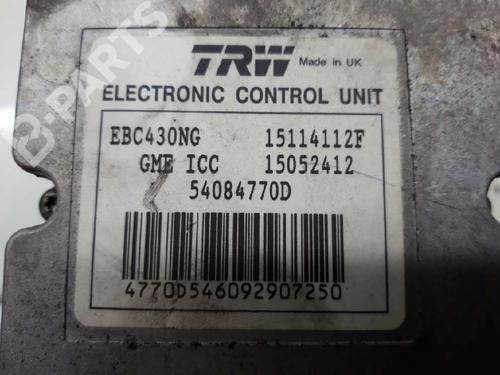 TRW Made in UK
ELECTRONIC CONTROL UNIT
EBC430NG 15114112F
GME ICC 15052412
54084770D
4770D546092907250
B-PARTS